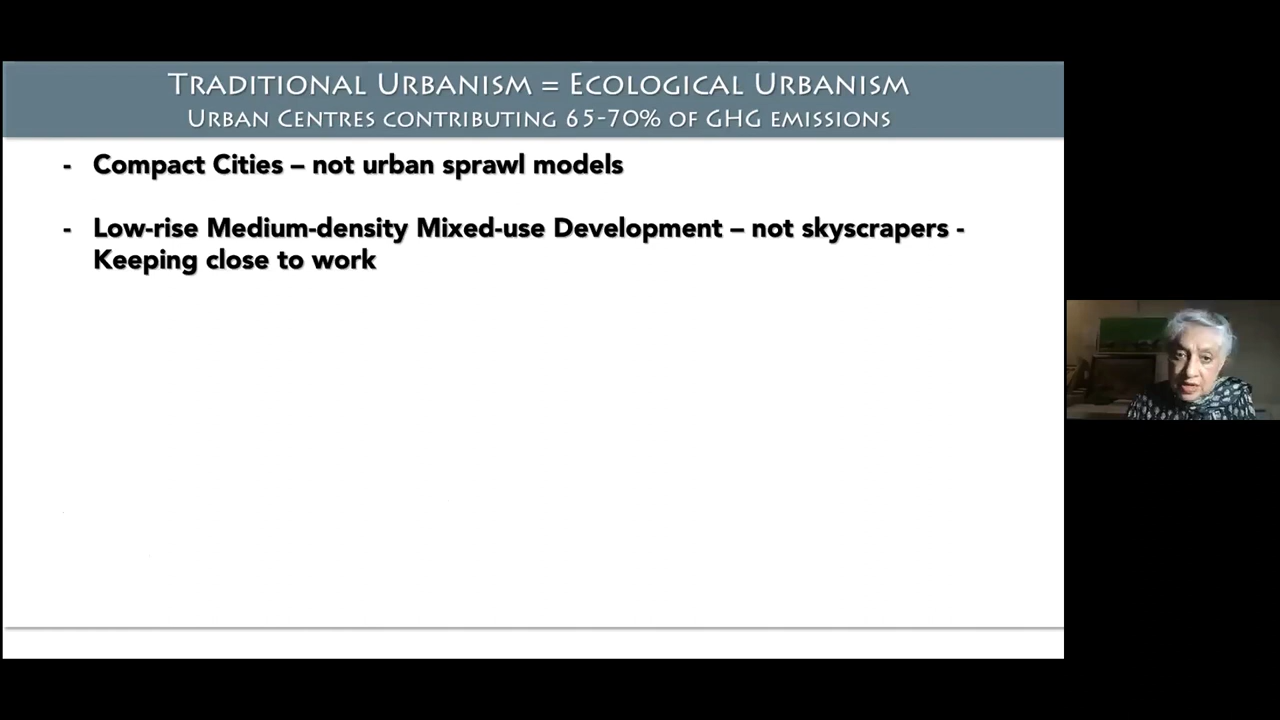 TRADITIONAL URBANISM = ECOLOGICAL URBANISM
URBAN CENTRES CONTRIBUTING 65-70% OF GHG EMISSIONS
- Compact Cities – not urban sprawl models
- Low-rise Medium-density Mixed-use Development – not skyscrapers -
Keeping close to work